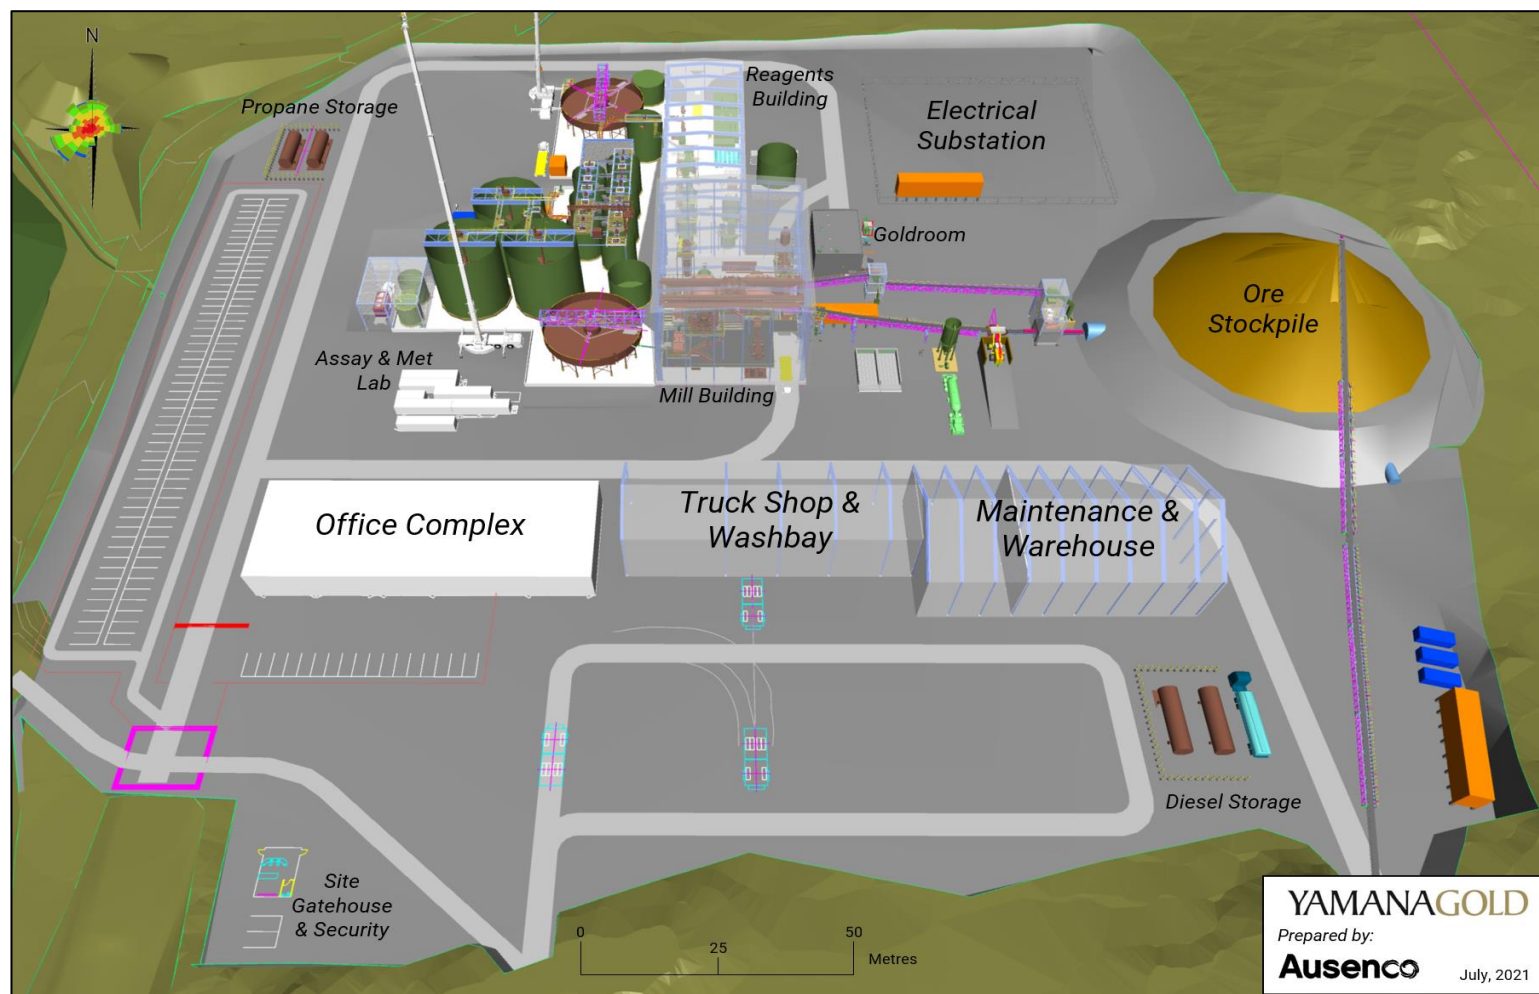 N
Propane Storage
Reagents
Building
Electrical
Substation
Goldroom
Ore
Stockpile
Assay & Met
Lab
Mill Building
Office Complex
Truck Shop &
Washbay
Maintenance &
Warehouse
Diesel Storage
Site
Gatehouse
& Security
0
25
50
Metres
YAMANAGOLD
Prepared by:
Ausenco
July, 2021